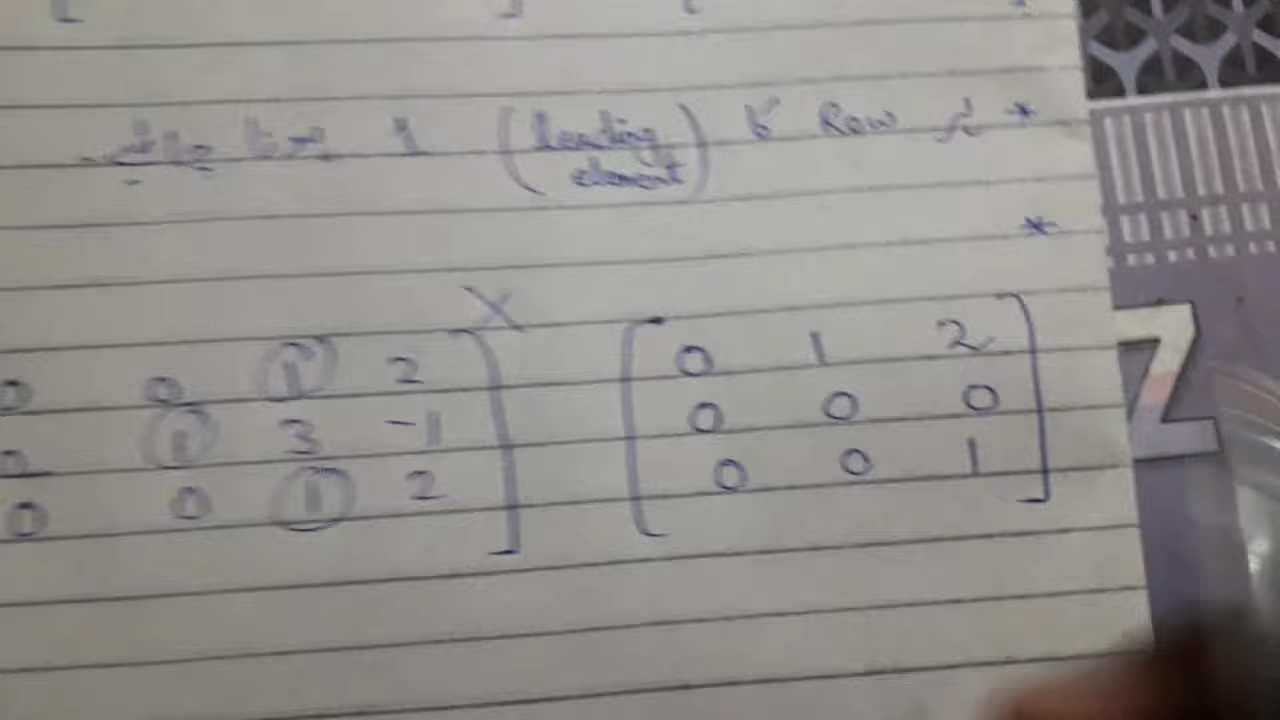 * Row 1 (leading element)
*
0 0 1 2 X
0 1 3 -1
0 0 1 2
0 1 2
0 0 0
0 0 1
Z